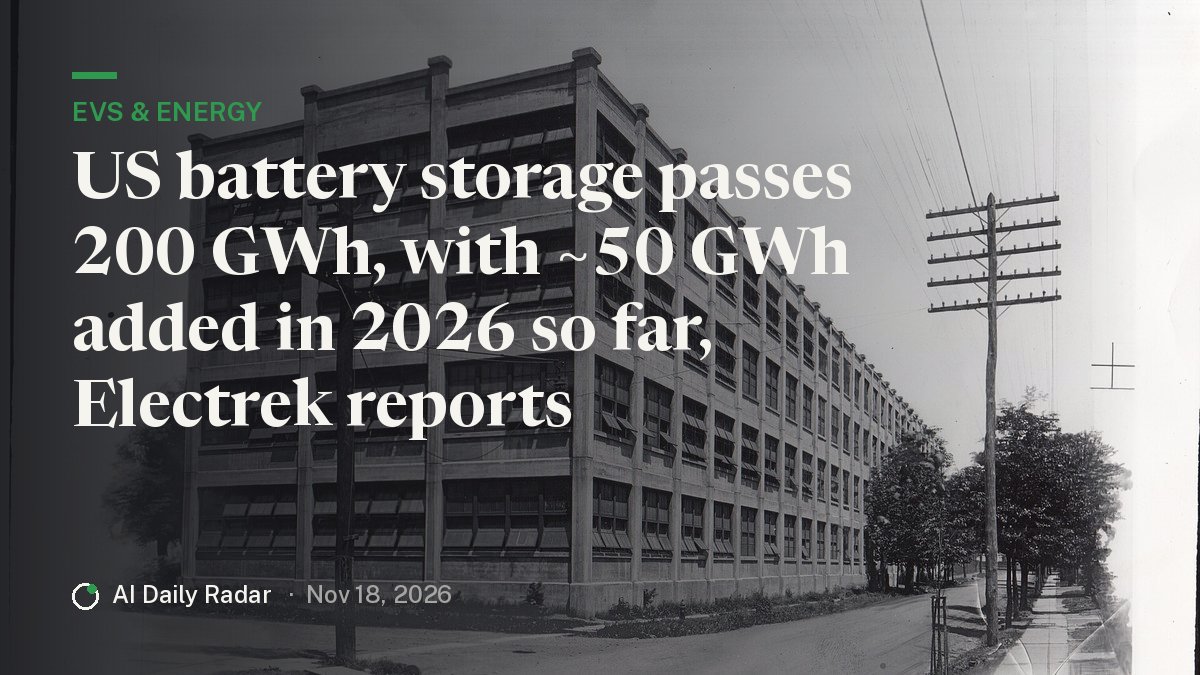 EVS & ENERGY
US battery storage passes
200 GWh, with ~50 GWh
added in 2026 so far,
Electrek reports
AI Daily Radar · Nov 18, 2026